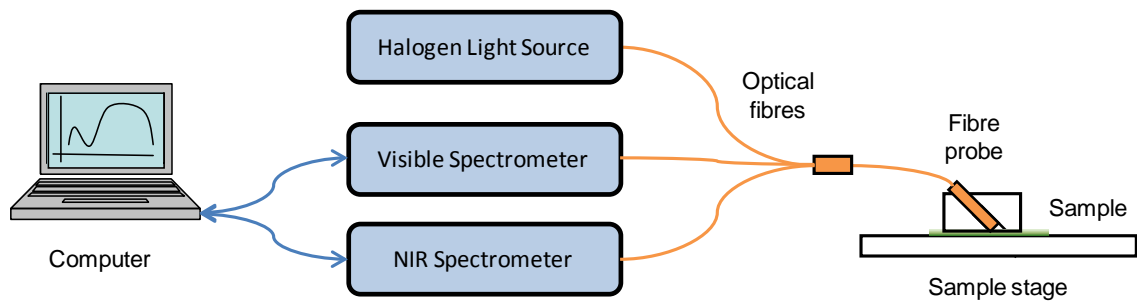 Halogen Light Source
Optical
fibres
Visible Spectrometer
Fibre
probe
Sample
Computer
NIR Spectrometer
Sample stage